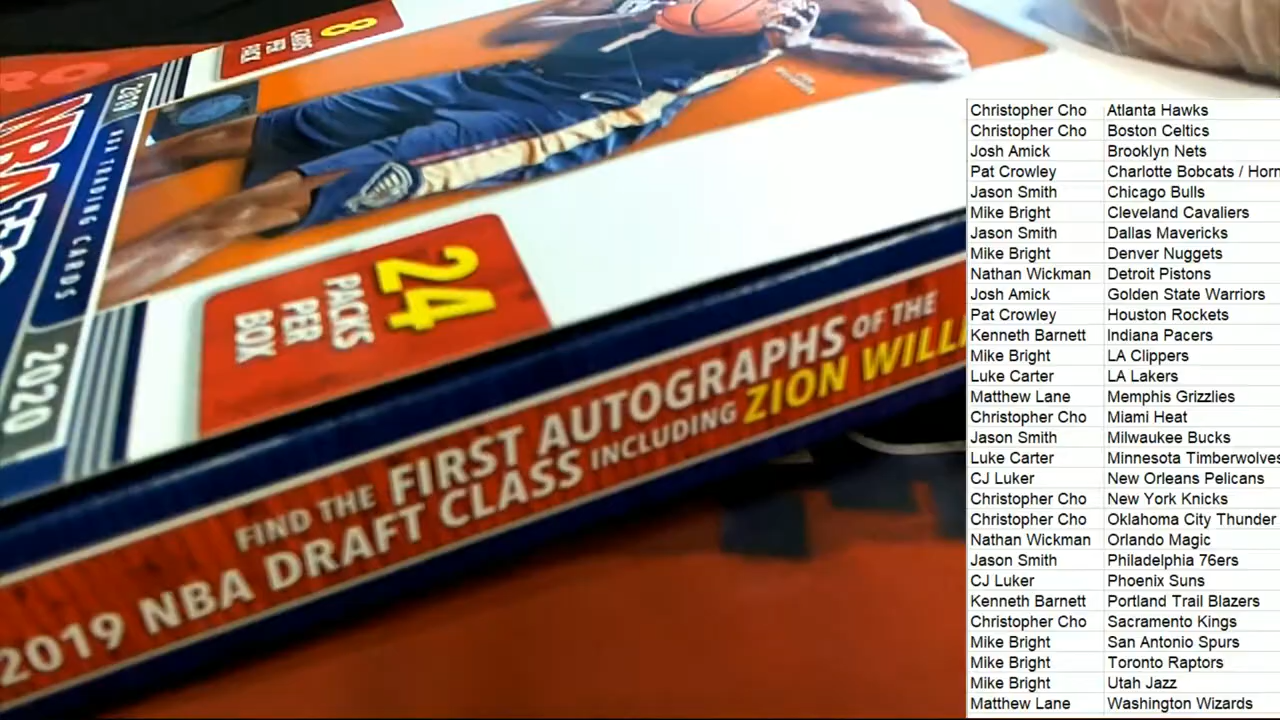 8
CARDS
PER
PACK
2019
NBA TRADING CARDS
2020
24
PACKS
PER
BOX
FIND THE FIRST AUTOGRAPHS OF THE
2019 NBA DRAFT CLASS INCLUDING ZION WILLI
Christopher Cho Atlanta Hawks
Christopher Cho Boston Celtics
Josh Amick Brooklyn Nets
Pat Crowley Charlotte Bobcats / Horn
Jason Smith Chicago Bulls
Mike Bright Cleveland Cavaliers
Jason Smith Dallas Mavericks
Mike Bright Denver Nuggets
Nathan Wickman Detroit Pistons
Josh Amick Golden State Warriors
Pat Crowley Houston Rockets
Kenneth Barnett Indiana Pacers
Mike Bright LA Clippers
Luke Carter LA Lakers
Matthew Lane Memphis Grizzlies
Christopher Cho Miami Heat
Jason Smith Milwaukee Bucks
Luke Carter Minnesota Timberwolves
CJ Luker New Orleans Pelicans
Christopher Cho New York Knicks
Christopher Cho Oklahoma City Thunder
Nathan Wickman Orlando Magic
Jason Smith Philadelphia 76ers
CJ Luker Phoenix Suns
Kenneth Barnett Portland Trail Blazers
Christopher Cho Sacramento Kings
Mike Bright San Antonio Spurs
Mike Bright Toronto Raptors
Mike Bright Utah Jazz
Matthew Lane Washington Wizards